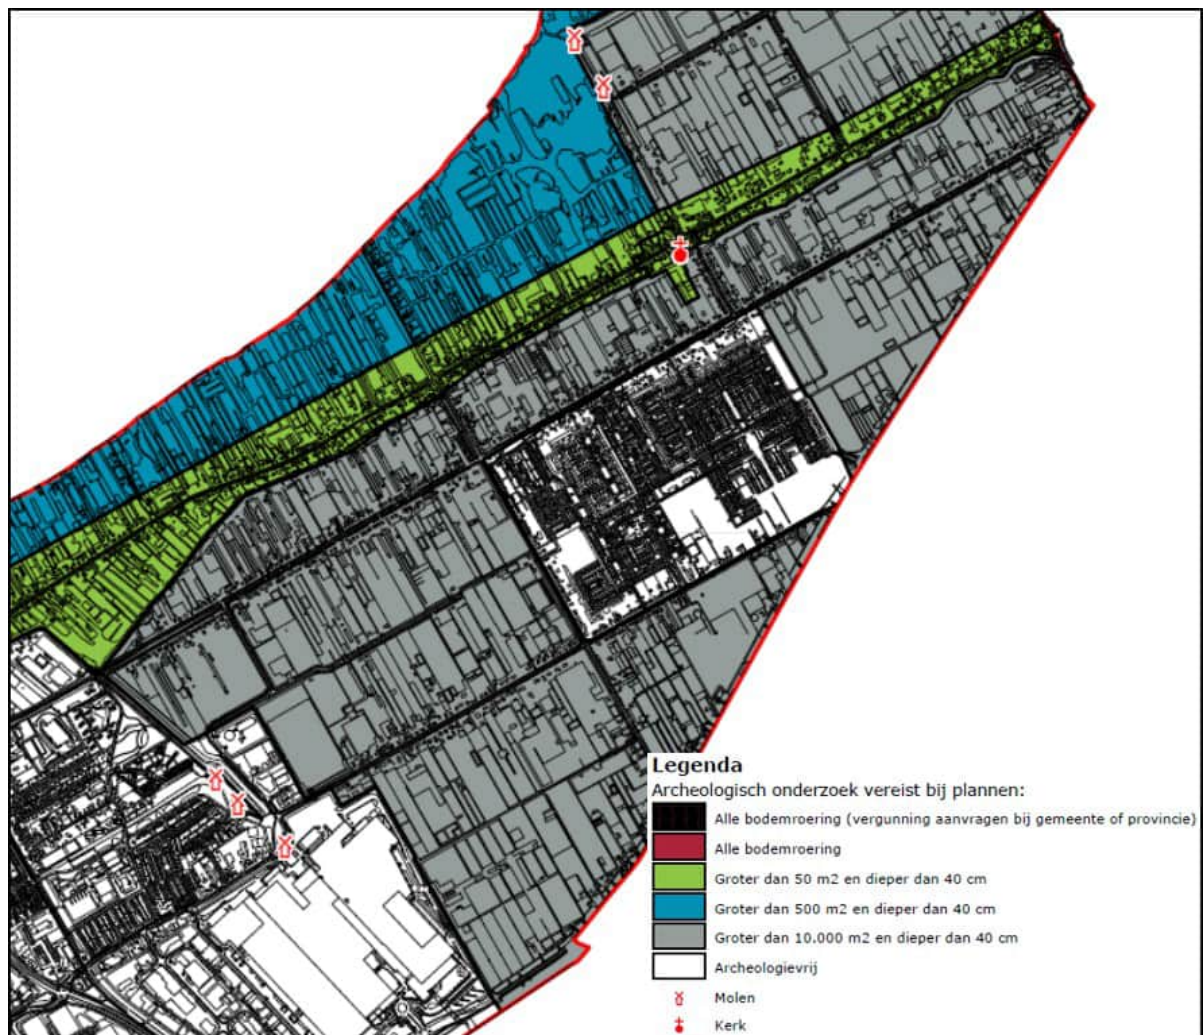 Legenda
Archeologisch onderzoek vereist bij plannen:
Alle bodemroering (vergunning aanvragen bij gemeente of provincie)
Alle bodemroering
Groter dan 50 m2 en dieper dan 40 cm
Groter dan 500 m2 en dieper dan 40 cm
Groter dan 10.000 m2 en dieper dan 40 cm
Archeologievrij
Molen
Kerk